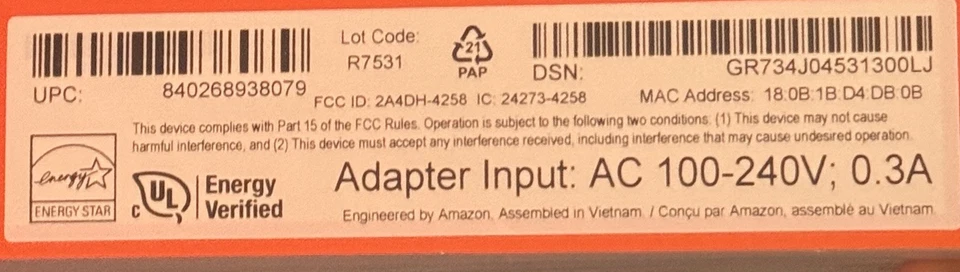 UPC: 840268938079
Lot Code:
R7531
21
PAP
DSN: GR734J04531300LJ
FCC ID: 2A4DH-4258 IC: 24273-4258
MAC Address: 18:0B:1B:D4:DB:0B
This device complies with Part 15 of the FCC Rules. Operation is subject to the following two conditions: (1) This device may not cause
harmful interference, and (2) This device must accept any interference received, including interference that may cause undesired operation.
energy
ENERGY STAR
c UL
Energy
Verified
Adapter Input: AC 100-240V; 0.3A
Engineered by Amazon. Assembled in Vietnam. / Conçu par Amazon, assemblé au Vietnam.